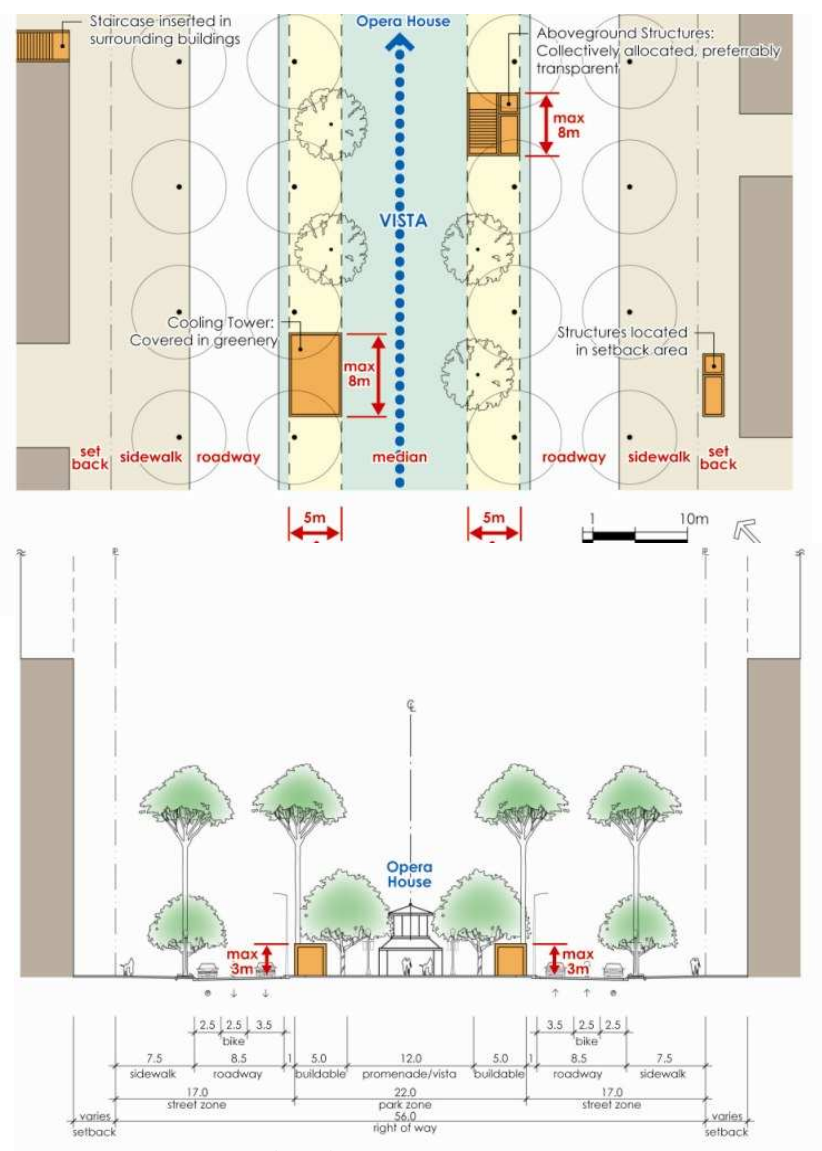 Staircase inserted in
surrounding buildings
Opera House
Aboveground Structures:
Collectively allocated, preferrably
transparent
max
8m
VISTA
Cooling Tower:
Covered in greenery
max
8m
Structures located
in setback area
set
back
sidewalk
roadway
median
roadway
sidewalk
set
back
5m
5m
1
10m
Opera
House
max
3m
max
3m
2.5 2.5 3.5
bike
3.5 2.5 2.5
bike
7.5 8.5 1 5.0 12.0 5.0 1 8.5 7.5
sidewalk roadway buildable promenade/vista buildable roadway sidewalk
17.0 22.0 17.0
street zone park zone street zone
varies 56.0 varies
setback right of way setback